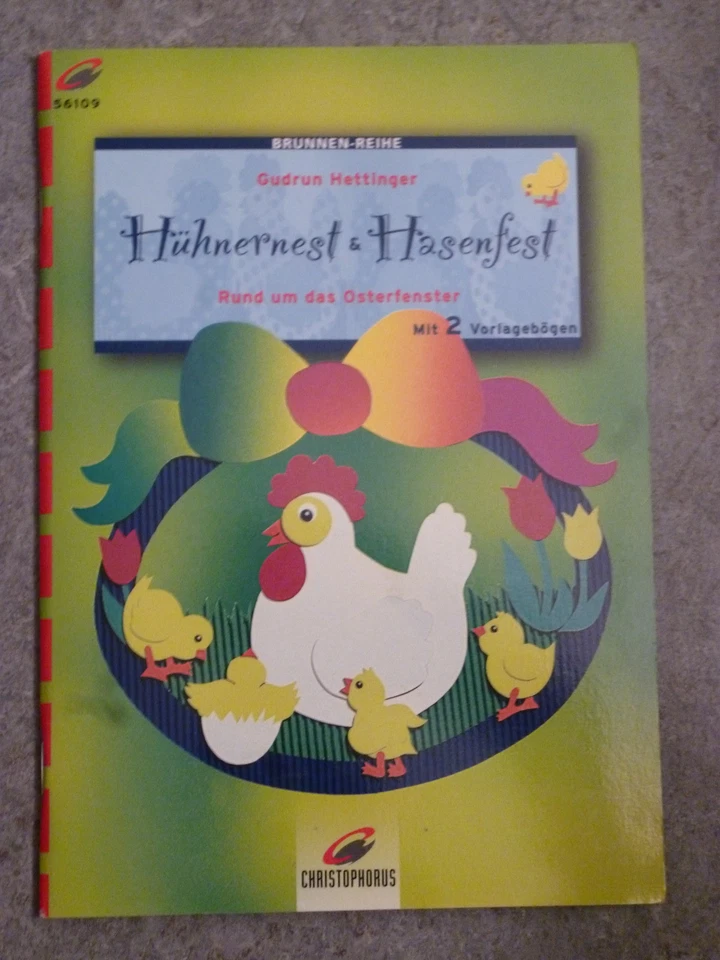 56109
BRUNNEN-REIHE
Gudrun Hettinger
Hühnernest & Hasenfest
Rund um das Osterfenster
Mit 2 Vorlagebögen
CHRISTOPHORUS